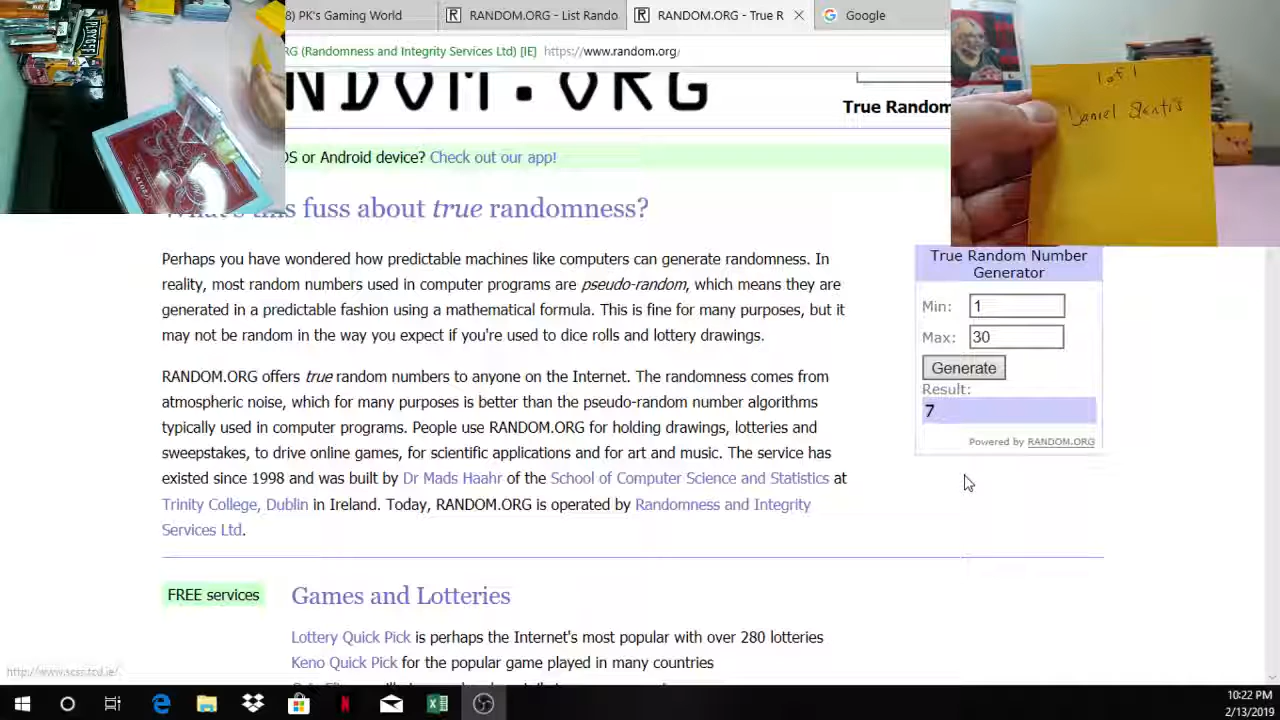 8) PK's Gaming World
RANDOM.ORG - List Rando
RANDOM.ORG - True R
Google
RG (Randomness and Integrity Services Ltd) [IE] https://www.random.org/
NDOM.ORG
True Random
OS or Android device? Check out our app!
What's this fuss about true randomness?
Perhaps you have wondered how predictable machines like computers can generate randomness. In
reality, most random numbers used in computer programs are pseudo-random, which means they are
generated in a predictable fashion using a mathematical formula. This is fine for many purposes, but it
may not be random in the way you expect if you're used to dice rolls and lottery drawings.
RANDOM.ORG offers true random numbers to anyone on the Internet. The randomness comes from
atmospheric noise, which for many purposes is better than the pseudo-random number algorithms
typically used in computer programs. People use RANDOM.ORG for holding drawings, lotteries and
sweepstakes, to drive online games, for scientific applications and for art and music. The service has
existed since 1998 and was built by Dr Mads Haahr of the School of Computer Science and Statistics at
Trinity College, Dublin in Ireland. Today, RANDOM.ORG is operated by Randomness and Integrity
Services Ltd.
FREE services
Games and Lotteries
Lottery Quick Pick is perhaps the Internet's most popular with over 280 lotteries
Keno Quick Pick for the popular game played in many countries
1 of 1
Daniel
True Random Number
Generator
Min: 1
Max: 30
Generate
Result:
7
Powered by RANDOM.ORG
PLAYOFF
http://www.scss.tcd.ie/
10:22 PM
2/13/2019